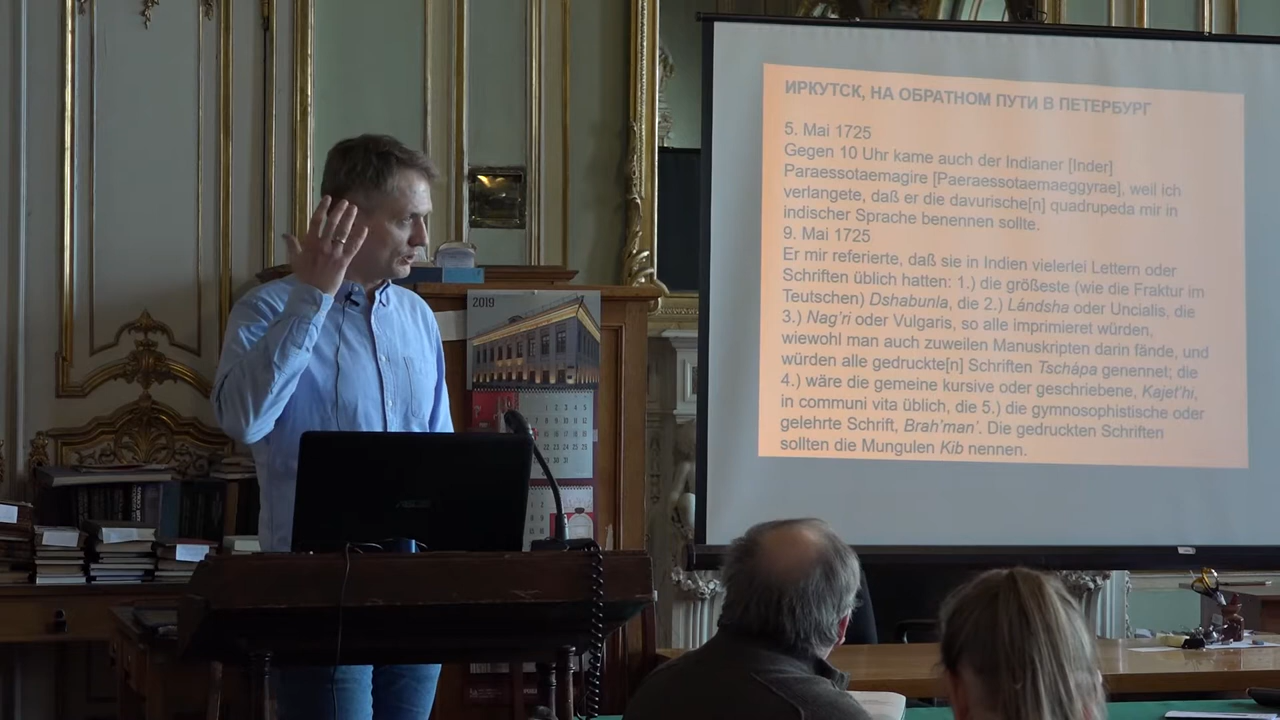 ИРКУТСК, НА ОБРАТНОМ ПУТИ В ПЕТЕРБУРГ
5. Mai 1725
Gegen 10 Uhr kame auch der Indianer [Inder]
Paraessotaemagire [Paeraessotaemaeggyrae], weil ich
verlangete, daß er die davurische[n] quadrupeda mir in
indischer Sprache benennen sollte.
9. Mai 1725
Er mir referierte, daß sie in Indien vielerlei Lettern oder
Schriften üblich hatten: 1.) die größeste (wie die Fraktur im
Teutschen) Dshabunla, die 2.) Lándsha oder Uncialis, die
3.) Nag'ri oder Vulgaris, so alle imprimieret würden,
wiewohl man auch zuweilen Manuskripten darin fände, und
würden alle gedruckte[n] Schriften Tschápa genennet; die
4.) wäre die gemeine kursive oder geschriebene, Kajet'hi,
in communi vita üblich, die 5.) die gymnosophistische oder
gelehrte Schrift, Brah'man'. Die gedruckten Schriften
sollten die Mungulen Kib nennen.
2019